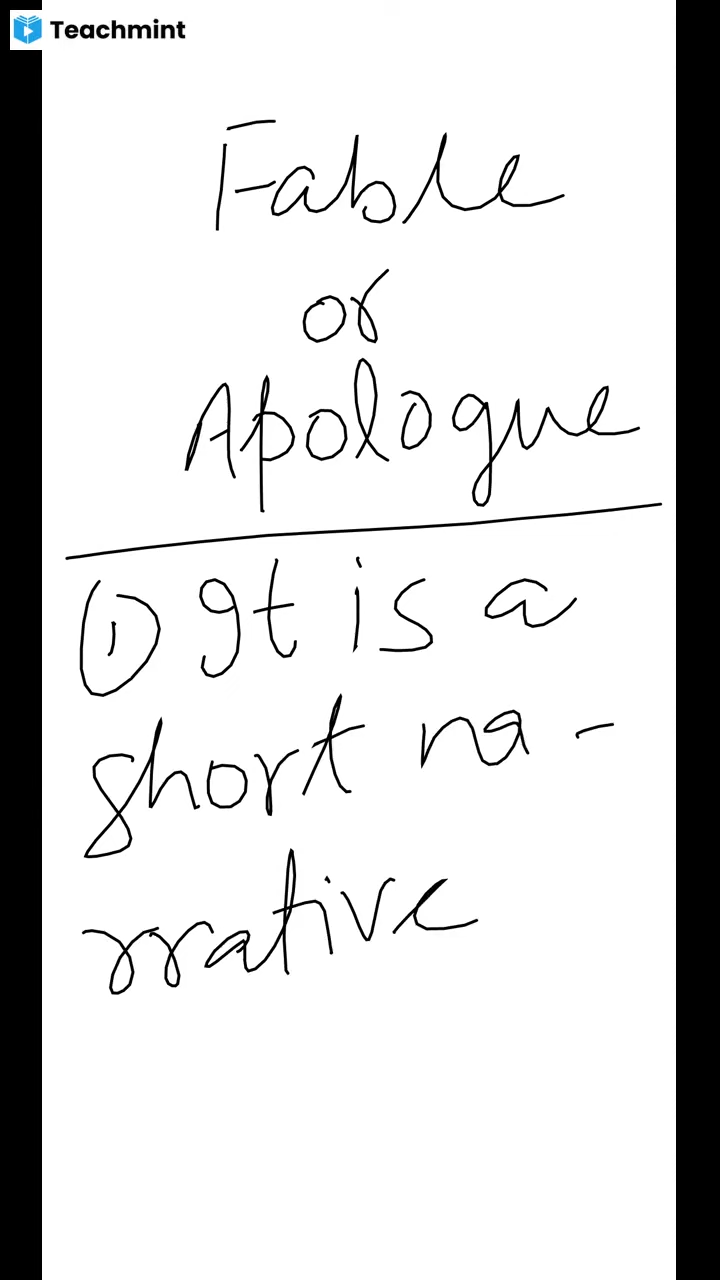 Teachmint
Fable
or
Apologue
① It is a
short na-
rrative